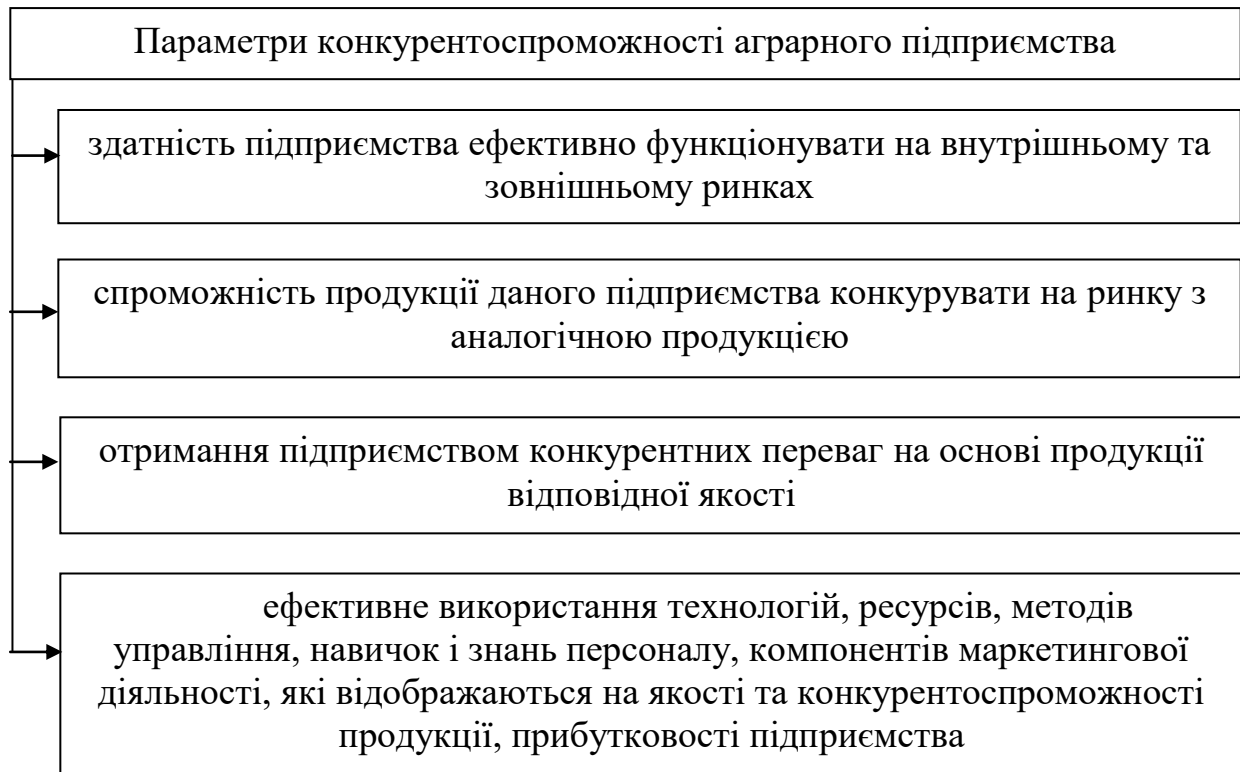 Параметри конкурентоспроможності аграрного підприємства
здатність підприємства ефективно функціонувати на внутрішньому та
зовнішньому ринках
спроможність продукції даного підприємства конкурувати на ринку з
аналогічною продукцією
отримання підприємством конкурентних переваг на основі продукції
відповідної якості
ефективне використання технологій, ресурсів, методів
управління, навичок і знань персоналу, компонентів маркетингової
діяльності, які відображаються на якості та конкурентоспроможності
продукції, прибутковості підприємства